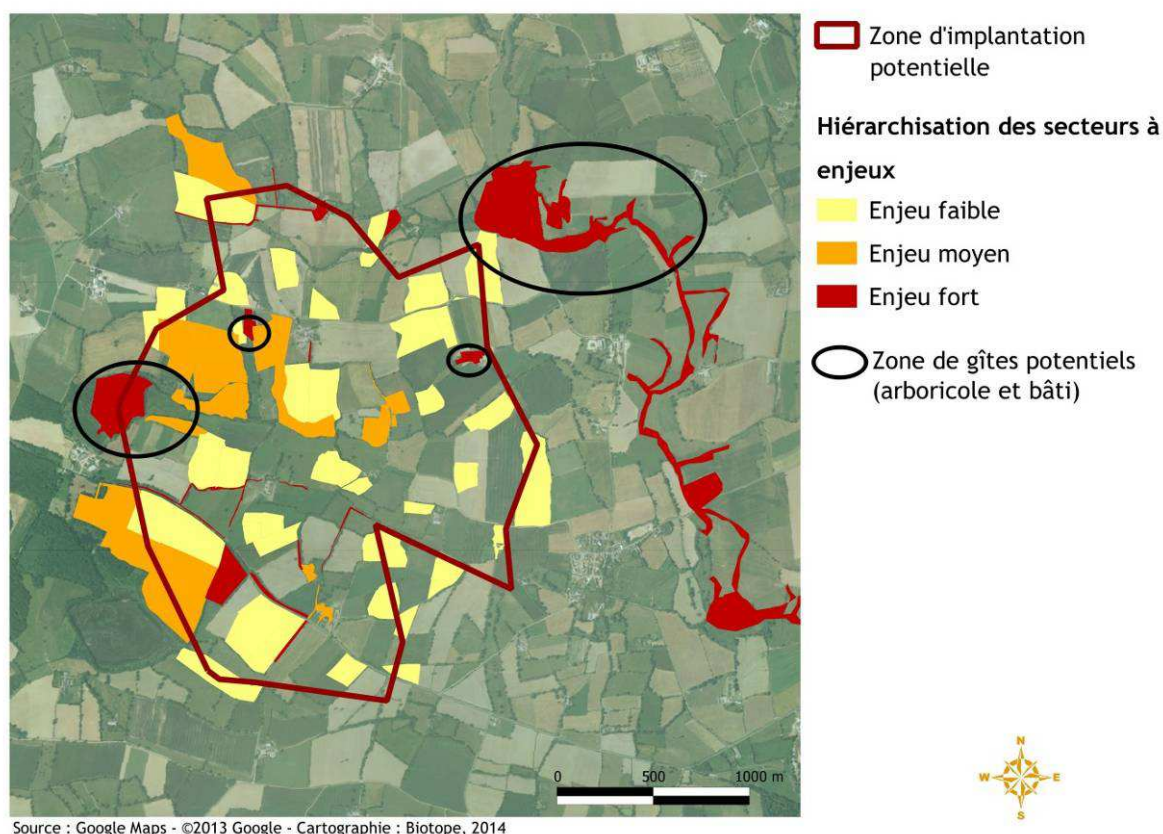 Zone d'implantation
potentielle
Hiérarchisation des secteurs à
enjeux
Enjeu faible
Enjeu moyen
Enjeu fort
Zone de gîtes potentiels
(arboricole et bâti)
0 500 1000 m
N
W E
S
Source : Google Maps - ©2013 Google - Cartographie : Biotope, 2014